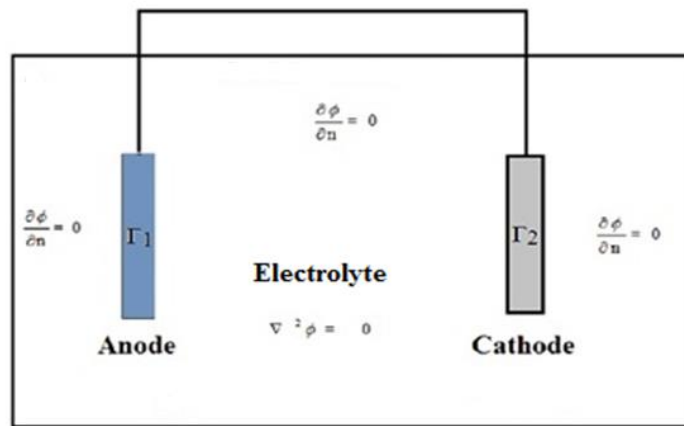 ∂ϕ/∂n = 0
∂ϕ/∂n = 0
Γ1
Γ2
∂ϕ/∂n = 0
Electrolyte
∇ ²ϕ = 0
Anode
Cathode